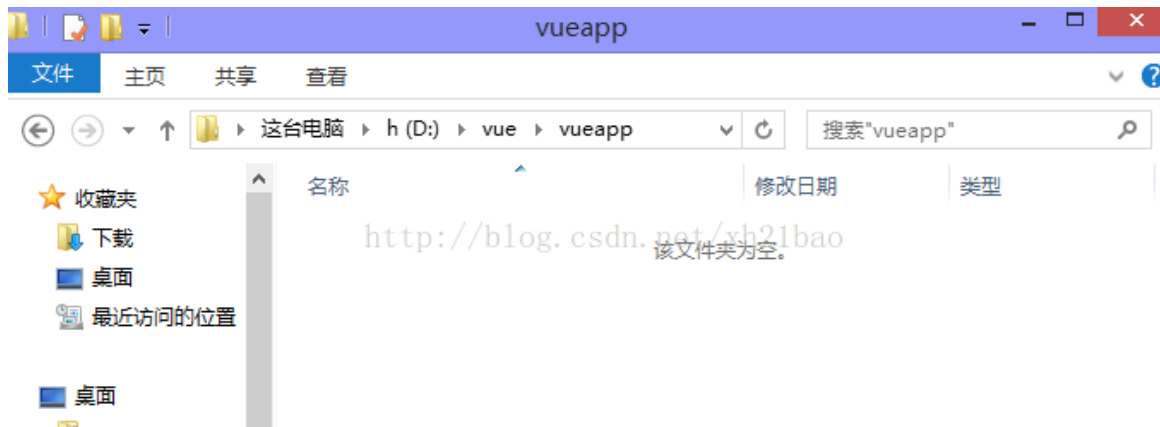 vueapp
文件 主页 共享 查看
这台电脑 h (D:) vue vueapp 搜索"vueapp"
收藏夹 名称 修改日期 类型
下载
http://blog.csdn.net/xh21bao
该文件夹为空。
桌面
最近访问的位置
桌面